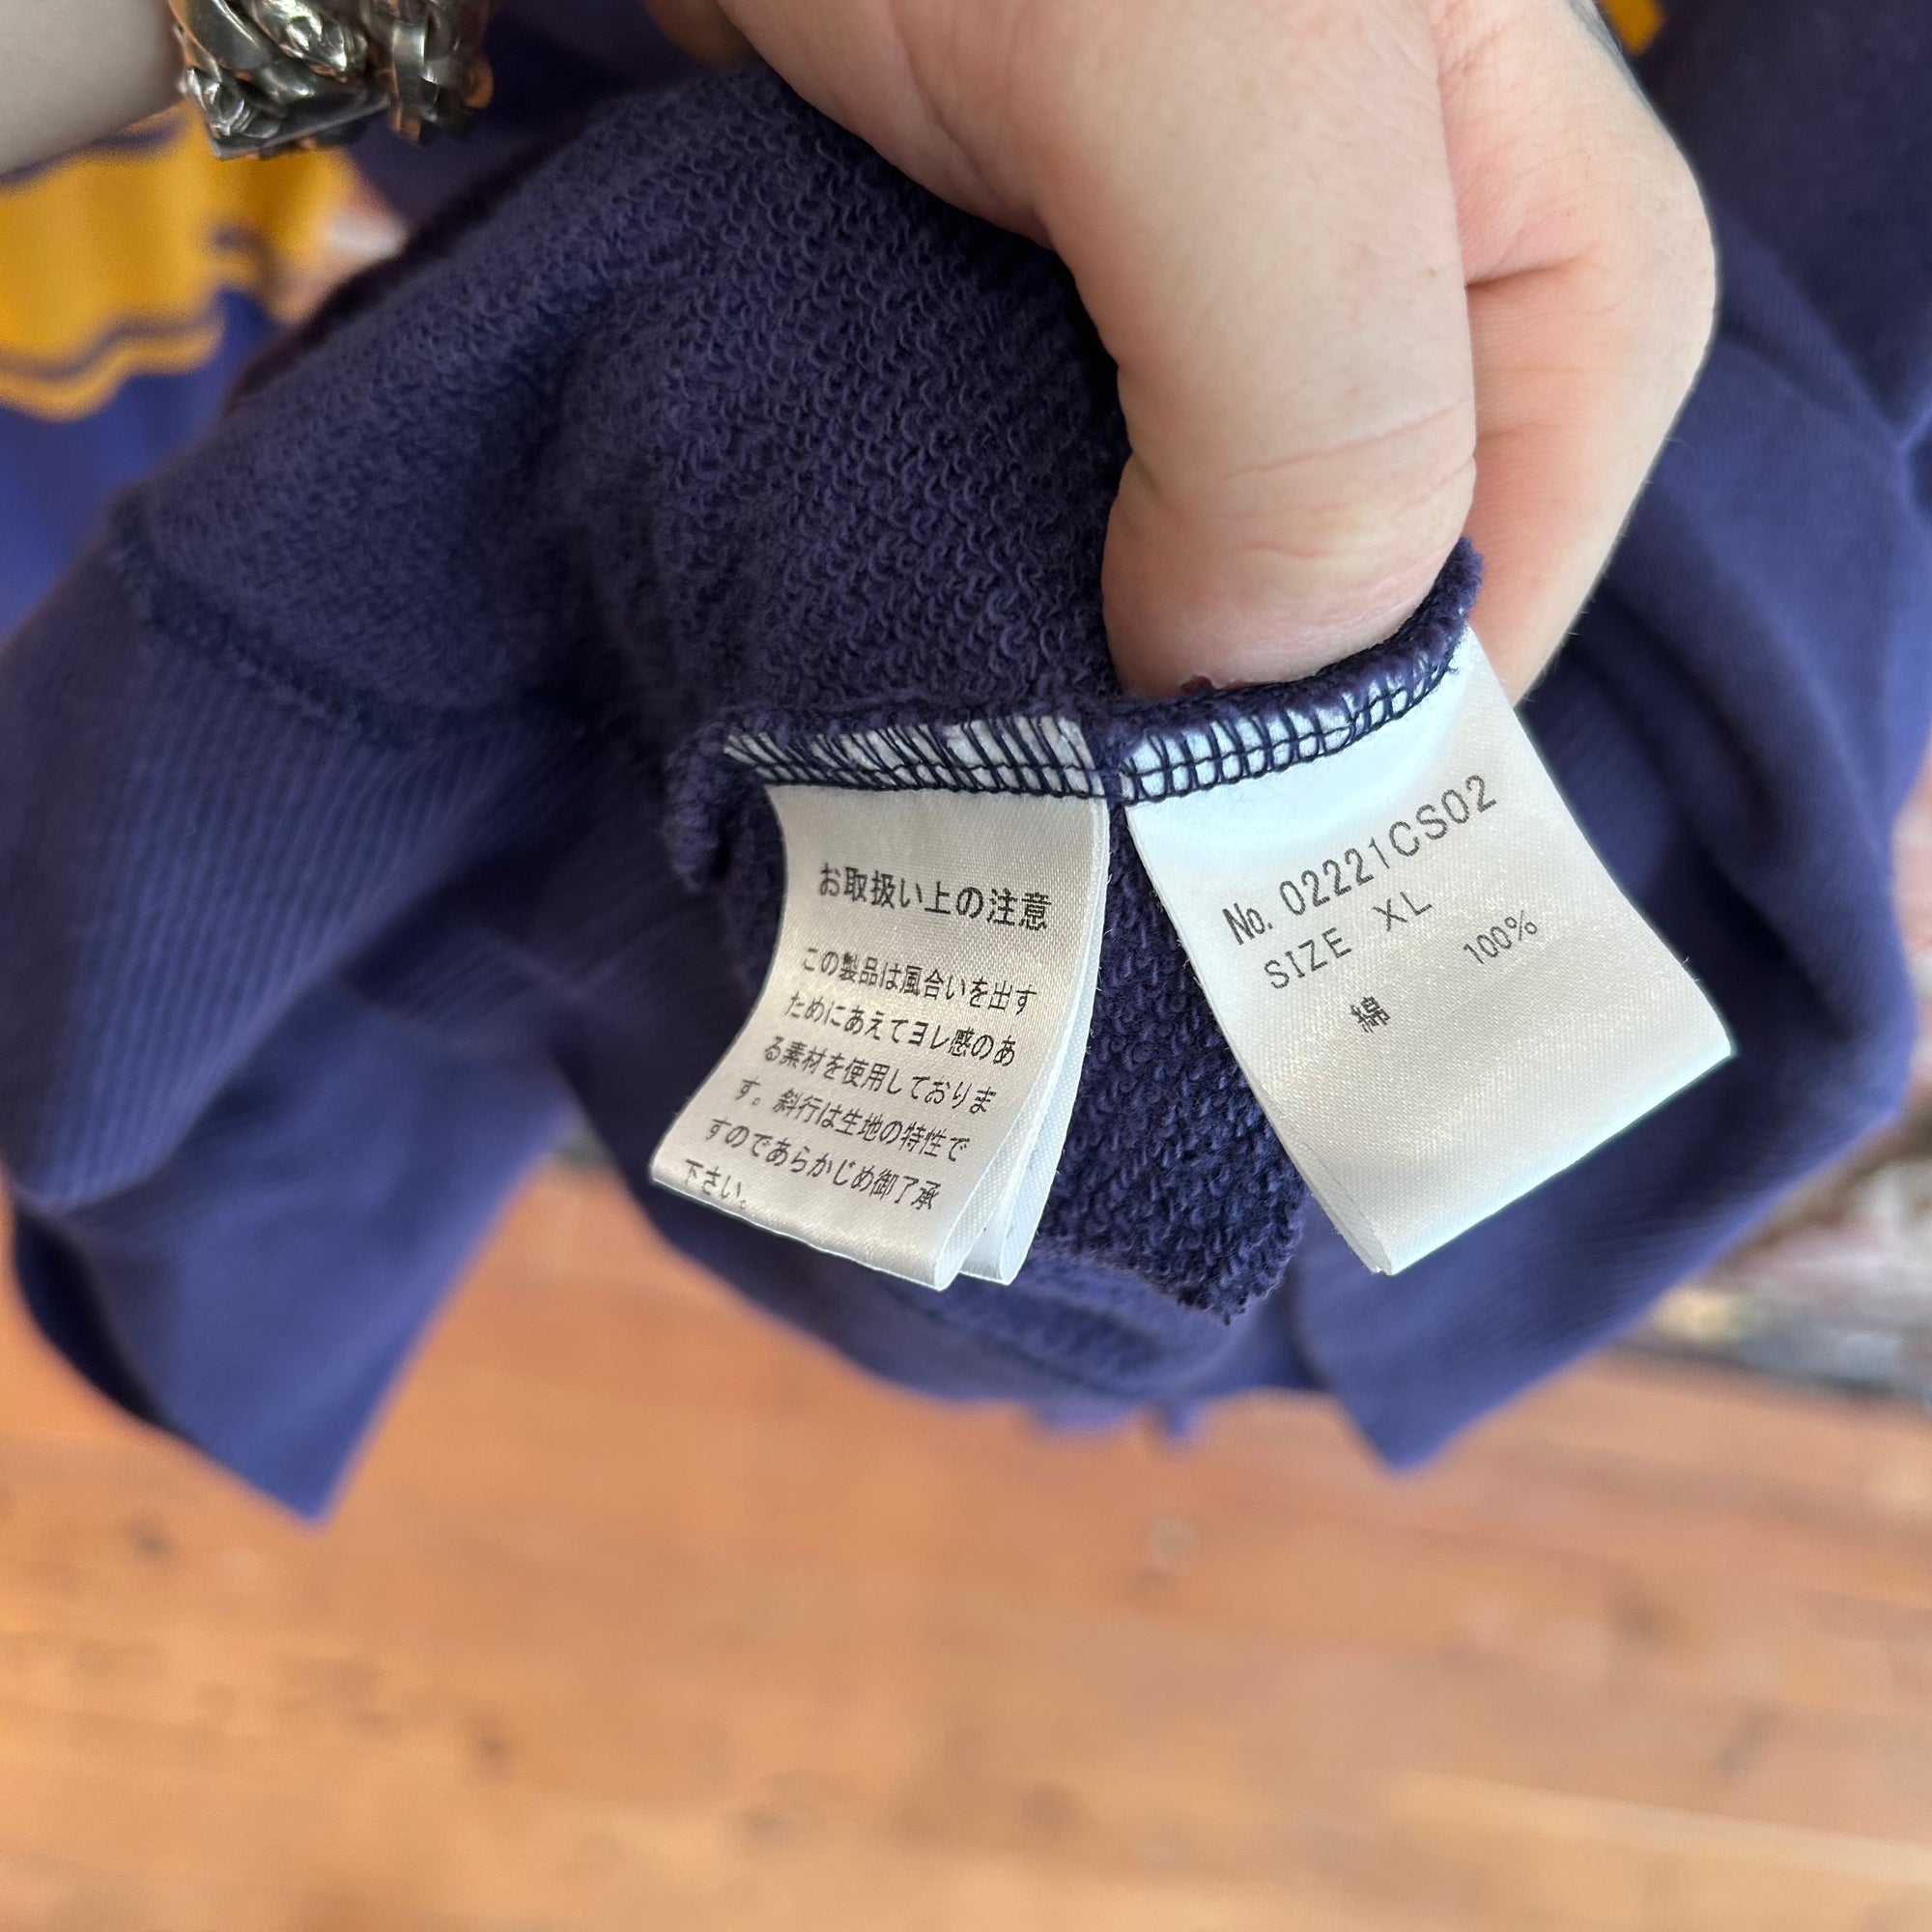 お取扱い上の注意
この製品は風合いを出す
ためにあえてヨレ感のあ
る素材を使用しておりま
す。斜行は生地の特性で
すのであらかじめ御了承
下さい。
No. 02221CS02
SIZE XL
綿 100%